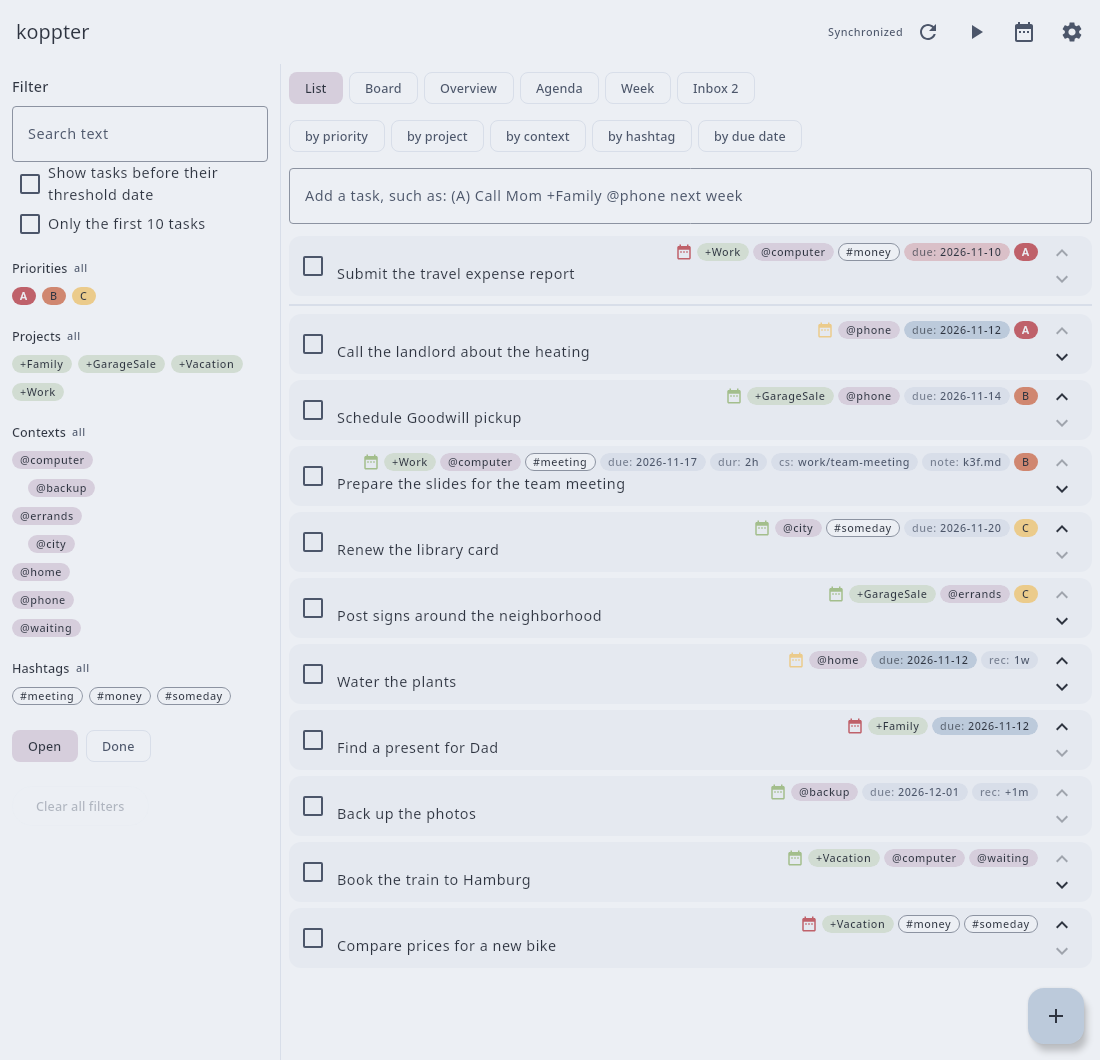 koppter
Synchronized
Filter
Search text
Show tasks before their
threshold date
Only the first 10 tasks
Priorities all
A B C
Projects all
+Family +GarageSale +Vacation
+Work
Contexts all
@computer
@backup
@errands
@city
@home
@phone
@waiting
Hashtags all
#meeting #money #someday
Open Done
Clear all filters
List Board Overview Agenda Week Inbox 2
by priority by project by context by hashtag by due date
Add a task, such as: (A) Call Mom +Family @phone next week
+Work @computer #money due: 2026-11-10 A
Submit the travel expense report
@phone due: 2026-11-12 A
Call the landlord about the heating
+GarageSale @phone due: 2026-11-14 B
Schedule Goodwill pickup
+Work @computer #meeting due: 2026-11-17 dur: 2h cs: work/team-meeting note: k3f.md B
Prepare the slides for the team meeting
@city #someday due: 2026-11-20 C
Renew the library card
+GarageSale @errands C
Post signs around the neighborhood
@home due: 2026-11-12 rec: 1w
Water the plants
+Family due: 2026-11-12
Find a present for Dad
@backup due: 2026-12-01 rec: +1m
Back up the photos
+Vacation @computer @waiting
Book the train to Hamburg
+Vacation #money #someday
Compare prices for a new bike